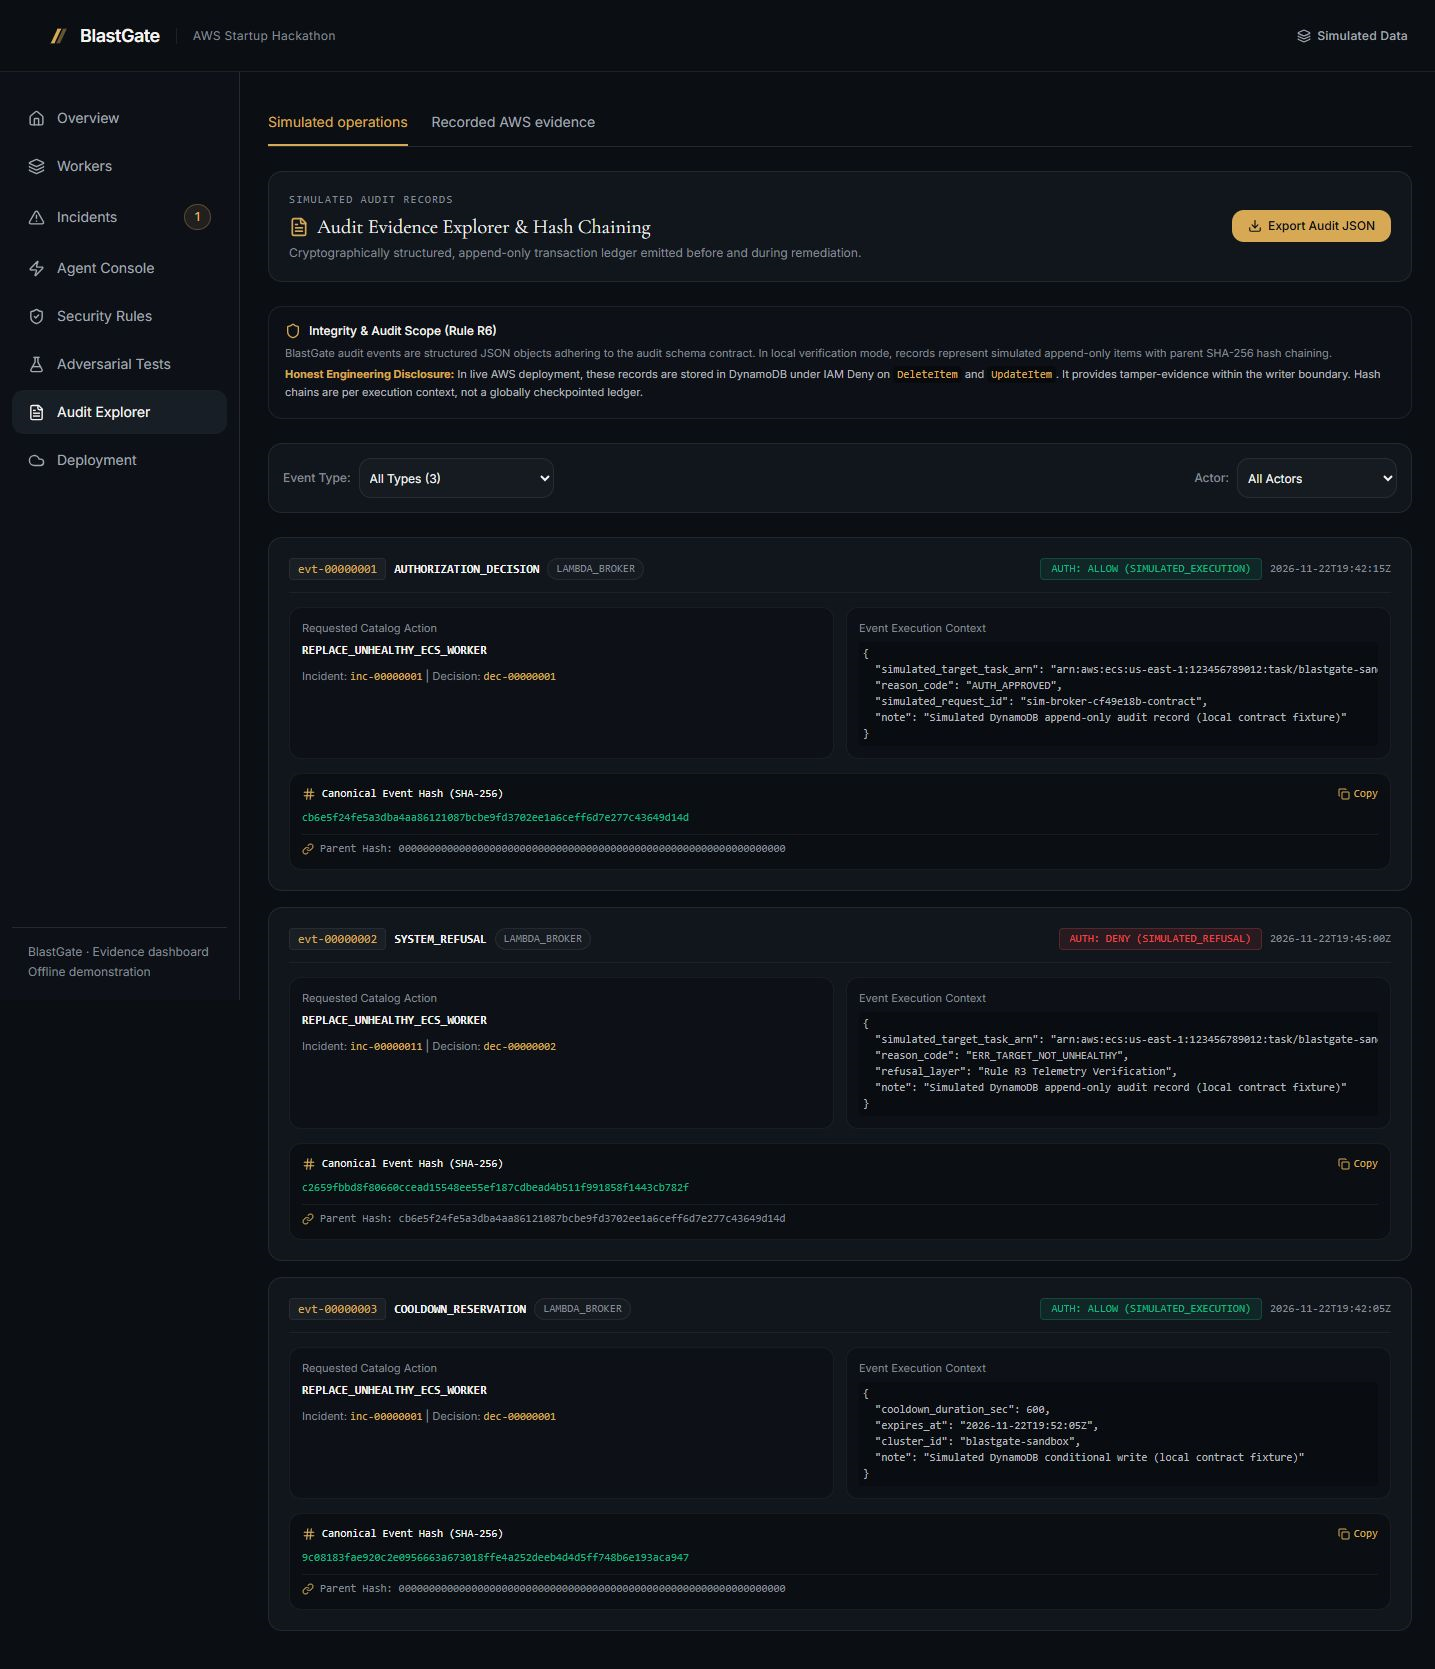 BlastGate
AWS Startup Hackathon
Simulated Data
Overview
Workers
Incidents
1
Agent Console
Security Rules
Adversarial Tests
Audit Explorer
Deployment
BlastGate · Evidence dashboard
Offline demonstration
Simulated operations
Recorded AWS evidence
SIMULATED AUDIT RECORDS
Audit Evidence Explorer & Hash Chaining
Cryptographically structured, append-only transaction ledger emitted before and during remediation.
Export Audit JSON
Integrity & Audit Scope (Rule R6)
BlastGate audit events are structured JSON objects adhering to the audit schema contract. In local verification mode, records represent simulated append-only items with parent SHA-256 hash chaining.
Honest Engineering Disclosure: In live AWS deployment, these records are stored in DynamoDB under IAM Deny on DeleteItem and UpdateItem. It provides tamper-evidence within the writer boundary. Hash
chains are per execution context, not a globally checkpointed ledger.
Event Type: All Types (3)
Actor: All Actors
evt-00000001 AUTHORIZATION_DECISION LAMBDA_BROKER
AUTH: ALLOW (SIMULATED_EXECUTION) 2026-11-22T19:42:15Z
Requested Catalog Action
REPLACE_UNHEALTHY_ECS_WORKER
Incident: inc-00000001 | Decision: dec-00000001
Event Execution Context
{
"simulated_target_task_arn": "arn:aws:ecs:us-east-1:123456789012:task/blastgate-san
"reason_code": "AUTH_APPROVED",
"simulated_request_id": "sim-broker-cf49e18b-contract",
"note": "Simulated DynamoDB append-only audit record (local contract fixture)"
}
Canonical Event Hash (SHA-256)
Copy
cb6e5f24fe5a3dba4aa86121087bcbe9fd3702ee1a6ceff6d7e277c43649d14d
Parent Hash: 0000000000000000000000000000000000000000000000000000000000000000
evt-00000002 SYSTEM_REFUSAL LAMBDA_BROKER
AUTH: DENY (SIMULATED_REFUSAL) 2026-11-22T19:45:00Z
Requested Catalog Action
REPLACE_UNHEALTHY_ECS_WORKER
Incident: inc-00000011 | Decision: dec-00000002
Event Execution Context
{
"simulated_target_task_arn": "arn:aws:ecs:us-east-1:123456789012:task/blastgate-san
"reason_code": "ERR_TARGET_NOT_UNHEALTHY",
"refusal_layer": "Rule R3 Telemetry Verification",
"note": "Simulated DynamoDB append-only audit record (local contract fixture)"
}
Canonical Event Hash (SHA-256)
Copy
c2659fbbd8f80660ccead15548ee55ef187cdbead4b511f991858f1443cb782f
Parent Hash: cb6e5f24fe5a3dba4aa86121087bcbe9fd3702ee1a6ceff6d7e277c43649d14d
evt-00000003 COOLDOWN_RESERVATION LAMBDA_BROKER
AUTH: ALLOW (SIMULATED_EXECUTION) 2026-11-22T19:42:05Z
Requested Catalog Action
REPLACE_UNHEALTHY_ECS_WORKER
Incident: inc-00000001 | Decision: dec-00000001
Event Execution Context
{
"cooldown_duration_sec": 600,
"expires_at": "2026-11-22T19:52:05Z",
"cluster_id": "blastgate-sandbox",
"note": "Simulated DynamoDB conditional write (local contract fixture)"
}
Canonical Event Hash (SHA-256)
Copy
9c08183fae920c2e0956663a673018ffe4a252deeb4d4d5ff748b6e193aca947
Parent Hash: 0000000000000000000000000000000000000000000000000000000000000000